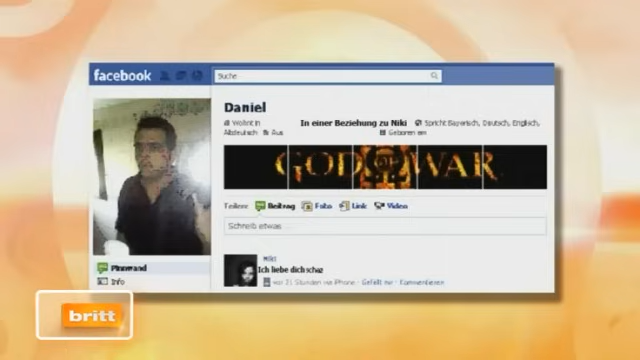 facebook
Suche
Daniel
Wohnt in
In einer Beziehung zu Niki
Spricht Bayerisch, Deutsch, Englisch,
Altdeutsch
Aus
Geboren am
GOD OF WAR
Teilen:
Beitrag
Foto
Link
Video
Schreib etwas
Niki
Ich liebe dich schaz
vor 21 Stunden via iPhone · Gefällt mir · Kommentieren
Pinnwand
Info
britt